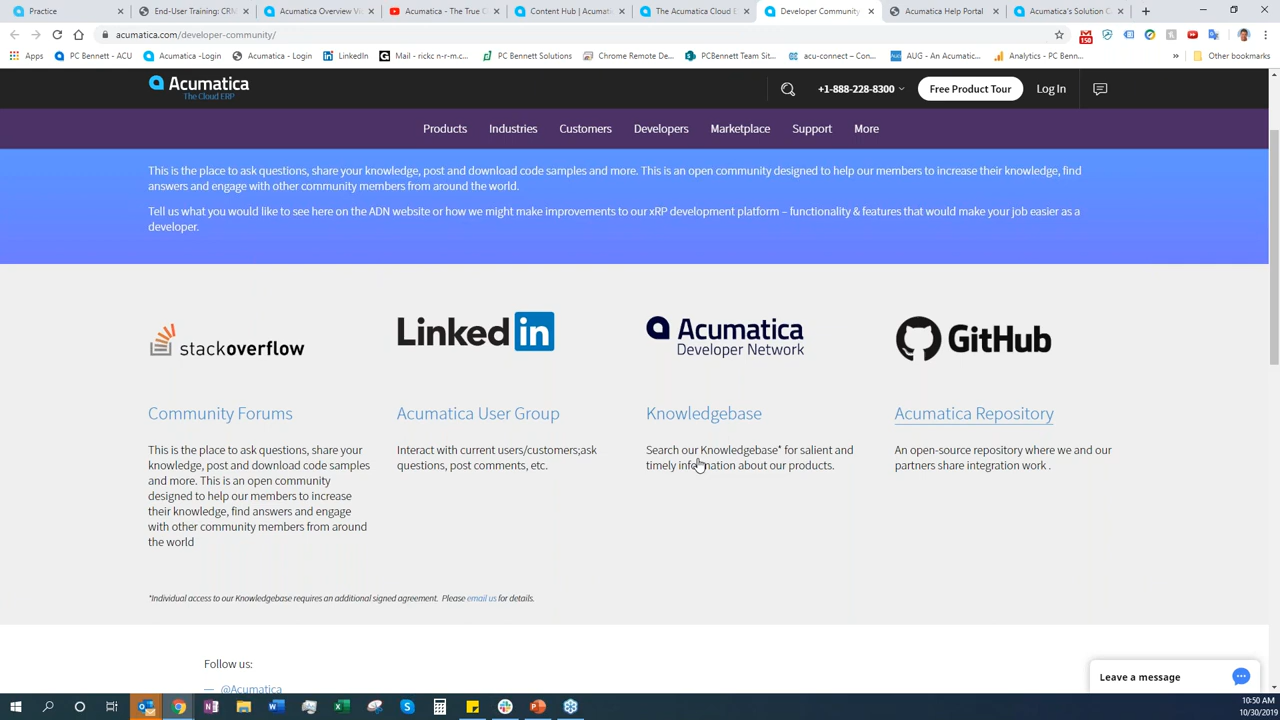 Practice
End-User Training: CRM
Acumatica Overview Vi
Acumatica - The True C
Content Hub | Acumatic
The Acumatica Cloud E
Developer Community
Acumatica Help Portal
Acumatica's Solution C
acumatica.com/developer-community/
Apps
PC Bennett - ACU
Acumatica -Login
Acumatica - Login
LinkedIn
Mail - rickc n-r-m-c...
PC Bennett Solutions
Chrome Remote De...
PCBennett Team Sit...
acu-connect – Con...
AUG - An Acumatic...
Analytics - PC Benn...
»
Other bookmarks
Acumatica
The Cloud ERP
+1-888-228-8300
Free Product Tour
Log In
Products
Industries
Customers
Developers
Marketplace
Support
More
This is the place to ask questions, share your knowledge, post and download code samples and more. This is an open community designed to help our members to increase their knowledge, find
answers and engage with other community members from around the world.
Tell us what you would like to see here on the ADN website or how we might make improvements to our xRP development platform – functionality & features that would make your job easier as a
developer.
stackoverflow
Linked in
Acumatica
Developer Network
GitHub
Community Forums
Acumatica User Group
Knowledgebase
Acumatica Repository
This is the place to ask questions, share your
knowledge, post and download code samples
and more. This is an open community
designed to help our members to increase
their knowledge, find answers and engage
with other community members from around
the world
Interact with current users/customers;ask
questions, post comments, etc.
Search our Knowledgebase* for salient and
timely information about our products.
An open-source repository where we and our
partners share integration work .
*Individual access to our Knowledgebase requires an additional signed agreement. Please email us for details.
Follow us:
— @Acumatica
Leave a message
10:50 AM
10/30/2019